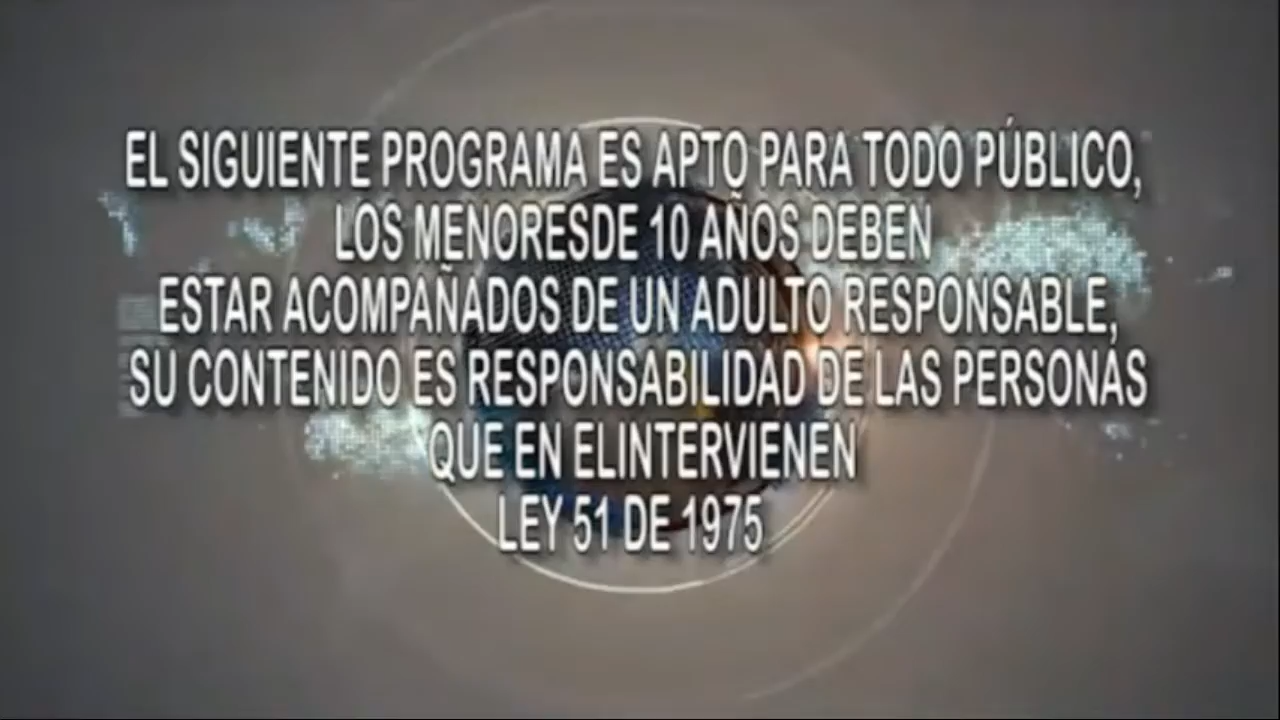 EL SIGUIENTE PROGRAMA ES APTO PARA TODO PÚBLICO,
LOS MENORESDE 10 AÑOS DEBEN
ESTAR ACOMPAÑADOS DE UN ADULTO RESPONSABLE,
SU CONTENIDO ES RESPONSABILIDAD DE LAS PERSONAS
QUE EN ELINTERVIENEN
LEY 51 DE 1975